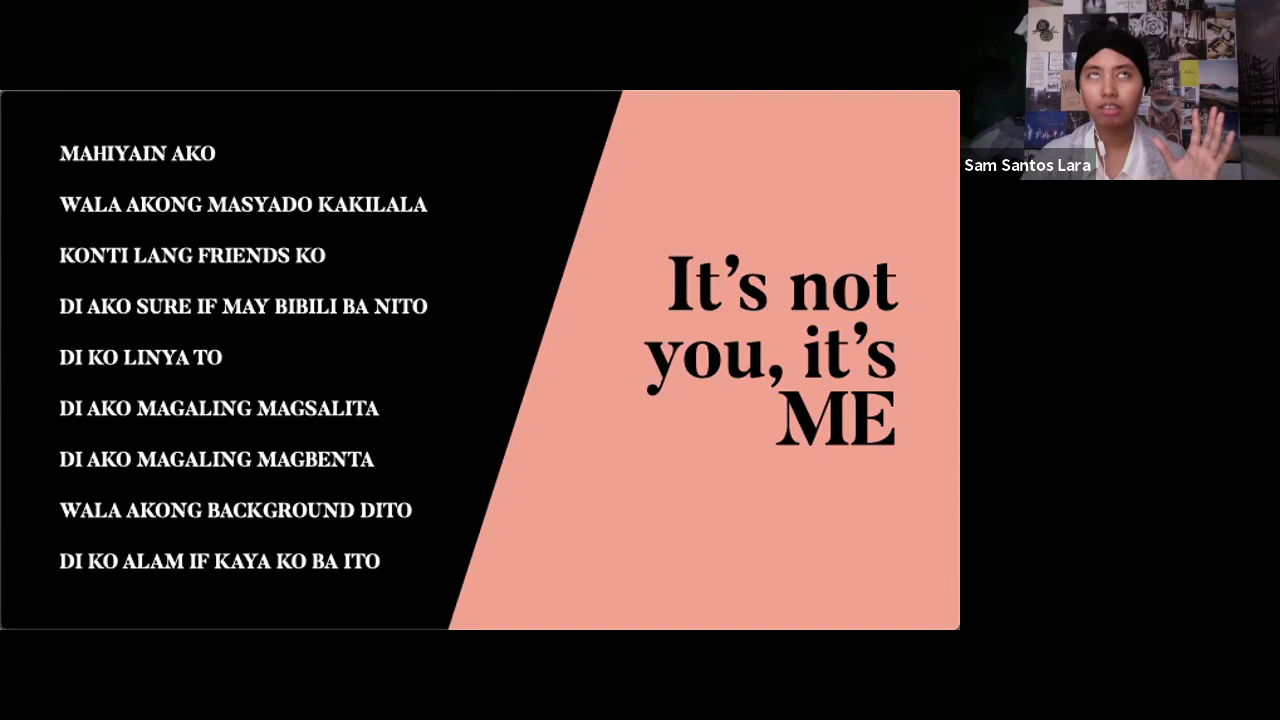 MAHIYAIN AKO
WALA AKONG MASYADO KAKILALA
KONTI LANG FRIENDS KO
DI AKO SURE IF MAY BIBILI BA NITO
DI KO LINYA TO
DI AKO MAGALING MAGSALITA
DI AKO MAGALING MAGBENTA
WALA AKONG BACKGROUND DITO
DI KO ALAM IF KAYA KO BA ITO
It’s not
you, it’s
ME
Sam Santos Lara